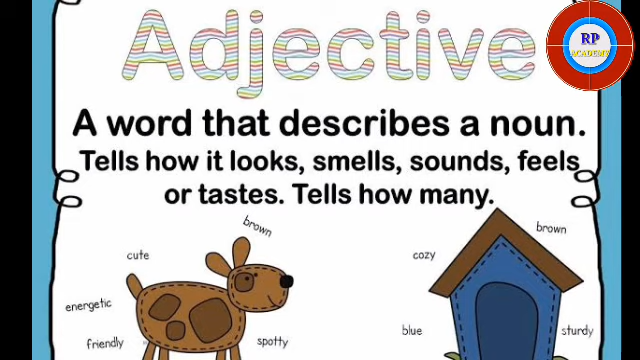 Adjective
RP
ACADEMY
A word that describes a noun.
Tells how it looks, smells, sounds, feels
or tastes. Tells how many.
brown
cute
energetic
friendly
spotty
brown
cozy
blue
sturdy